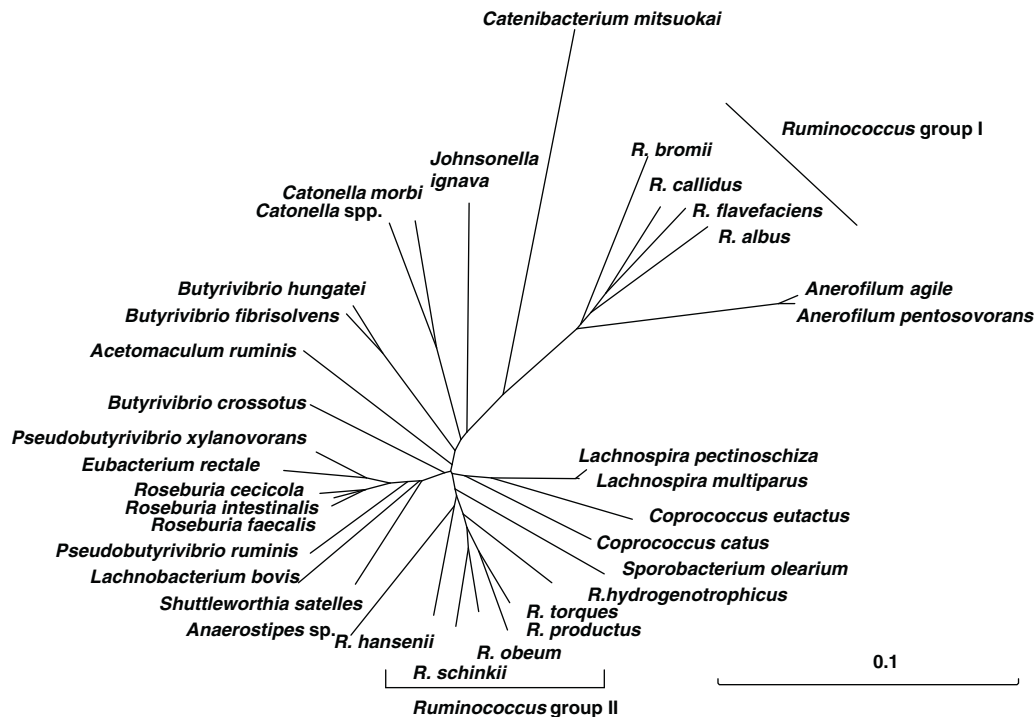 Catenibacterium mitsuokai
Ruminococcus group I
R. bromii
Johnsonella
ignava
R. callidus
Catonella morbi
Catonella spp.
R. flavefaciens
R. albus
Butyrivibrio hungatei
Anerofilum agile
Butyrivibrio fibrisolvens
Anerofilum pentosovorans
Acetomaculum ruminis
Butyrivibrio crossotus
Pseudobutyrivibrio xylanovorans
Lachnospira pectinoschiza
Eubacterium rectale
Lachnospira multiparus
Roseburia cecicola
Roseburia intestinalis
Coprococcus eutactus
Roseburia faecalis
Coprococcus catus
Pseudobutyrivibrio ruminis
Sporobacterium olearium
Lachnobacterium bovis
R.hydrogenotrophicus
Shuttleworthia satelles
R. torques
Anaerostipes sp.
R. productus
R. hansenii
R. obeum
R. schinkii
0.1
Ruminococcus group II